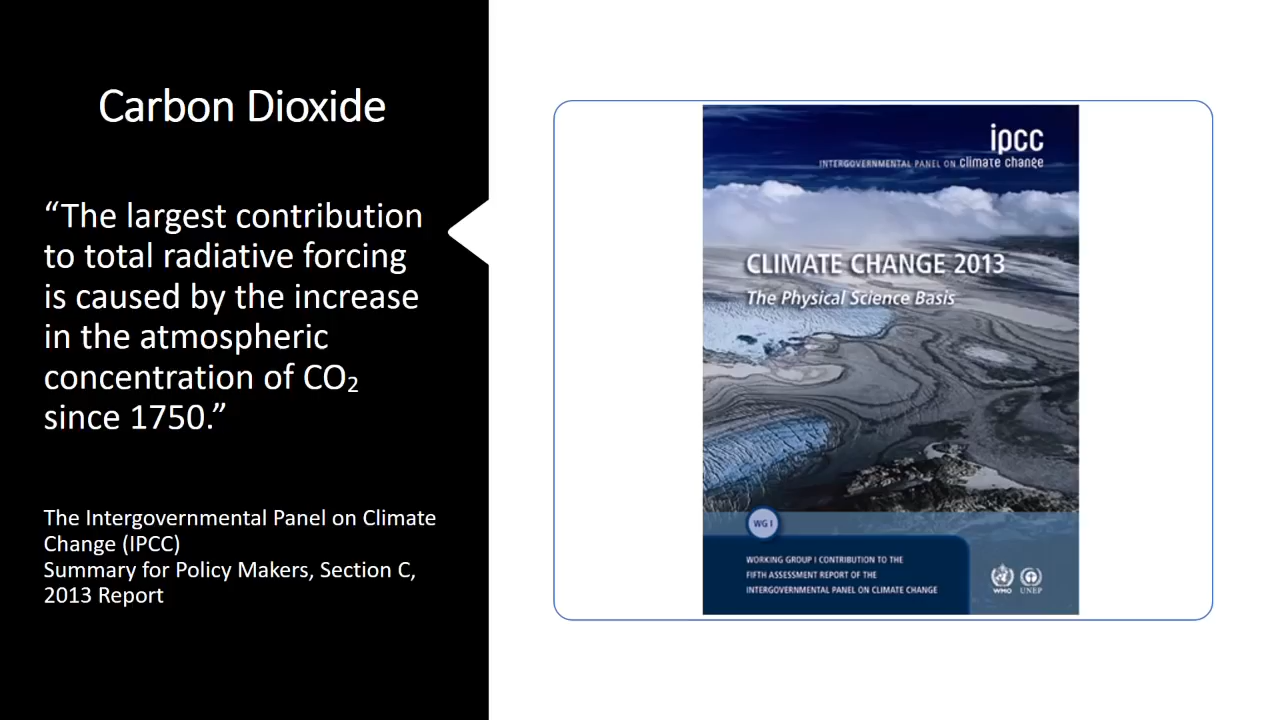 Carbon Dioxide
“The largest contribution
to total radiative forcing
is caused by the increase
in the atmospheric
concentration of CO₂
since 1750.”
The Intergovernmental Panel on Climate
Change (IPCC)
Summary for Policy Makers, Section C,
2013 Report
ipcc
INTERGOVERNMENTAL PANEL ON climate change
CLIMATE CHANGE 2013
The Physical Science Basis
WG I
WORKING GROUP I CONTRIBUTION TO THE
FIFTH ASSESSMENT REPORT OF THE
INTERGOVERNMENTAL PANEL ON CLIMATE CHANGE
WMO UNEP